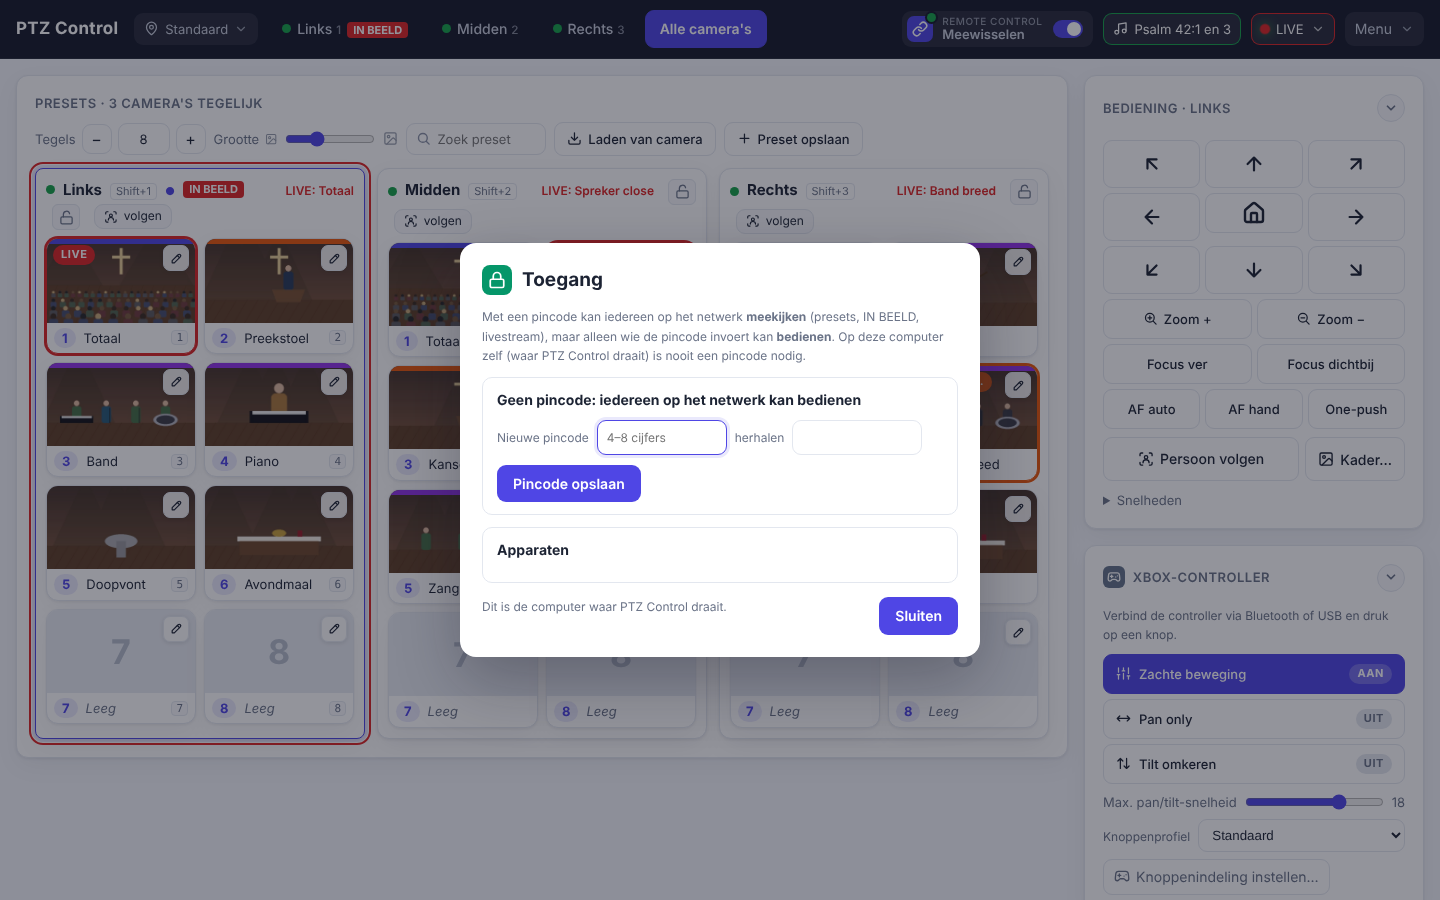 PTZ Control
Standaard
Links 1 IN BEELD
Midden 2
Rechts 3
Alle camera's
REMOTE CONTROL
Meewisselen
Psalm 42:1 en 3
LIVE
Menu
PRESETS · 3 CAMERA'S TEGELIJK
Tegels − 8 + Grootte
Zoek preset
Laden van camera
Preset opslaan
Links Shift+1 IN BEELD LIVE: Totaal
volgen
LIVE
1 Totaal 1
2 Preekstoel 2
3 Band 3
4 Piano 4
5 Doopvont 5
6 Avondmaal 6
7
8
7 Leeg 7
8 Leeg 8
Midden Shift+2 LIVE: Spreker close
volgen
1 Totaa
3 Kans
5 Zang
7 Leeg
8 Leeg
Rechts Shift+3 LIVE: Band breed
volgen
eed
7 Leeg
8 Leeg
Toegang
Met een pincode kan iedereen op het netwerk meekijken (presets, IN BEELD,
livestream), maar alleen wie de pincode invoert kan bedienen. Op deze computer
zelf (waar PTZ Control draait) is nooit een pincode nodig.
Geen pincode: iedereen op het netwerk kan bedienen
Nieuwe pincode 4–8 cijfers herhalen
Pincode opslaan
Apparaten
Dit is de computer waar PTZ Control draait.
Sluiten
BEDIENING · LINKS
Zoom +
Zoom −
Focus ver
Focus dichtbij
AF auto
AF hand
One-push
Persoon volgen
Kader...
Snelheden
XBOX-CONTROLLER
Verbind de controller via Bluetooth of USB en druk
op een knop.
Zachte beweging AAN
Pan only UIT
Tilt omkeren UIT
Max. pan/tilt-snelheid 18
Knoppenprofiel Standaard
Knoppenindeling instellen...